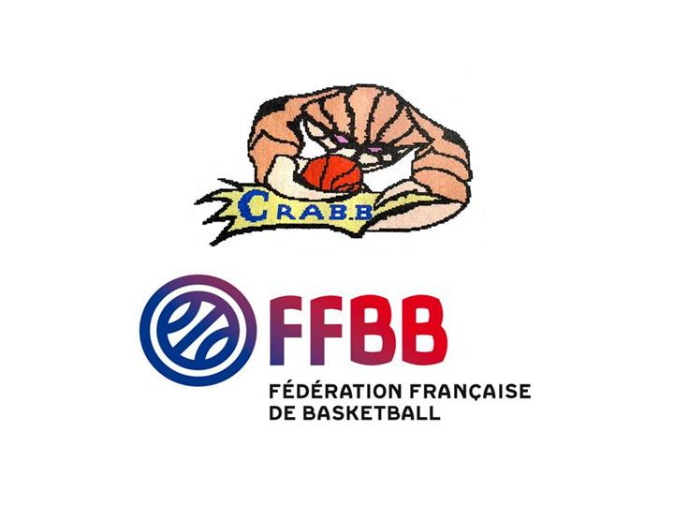 CRAB.B
FFBB
FÉDÉRATION FRANÇAISE
DE BASKETBALL